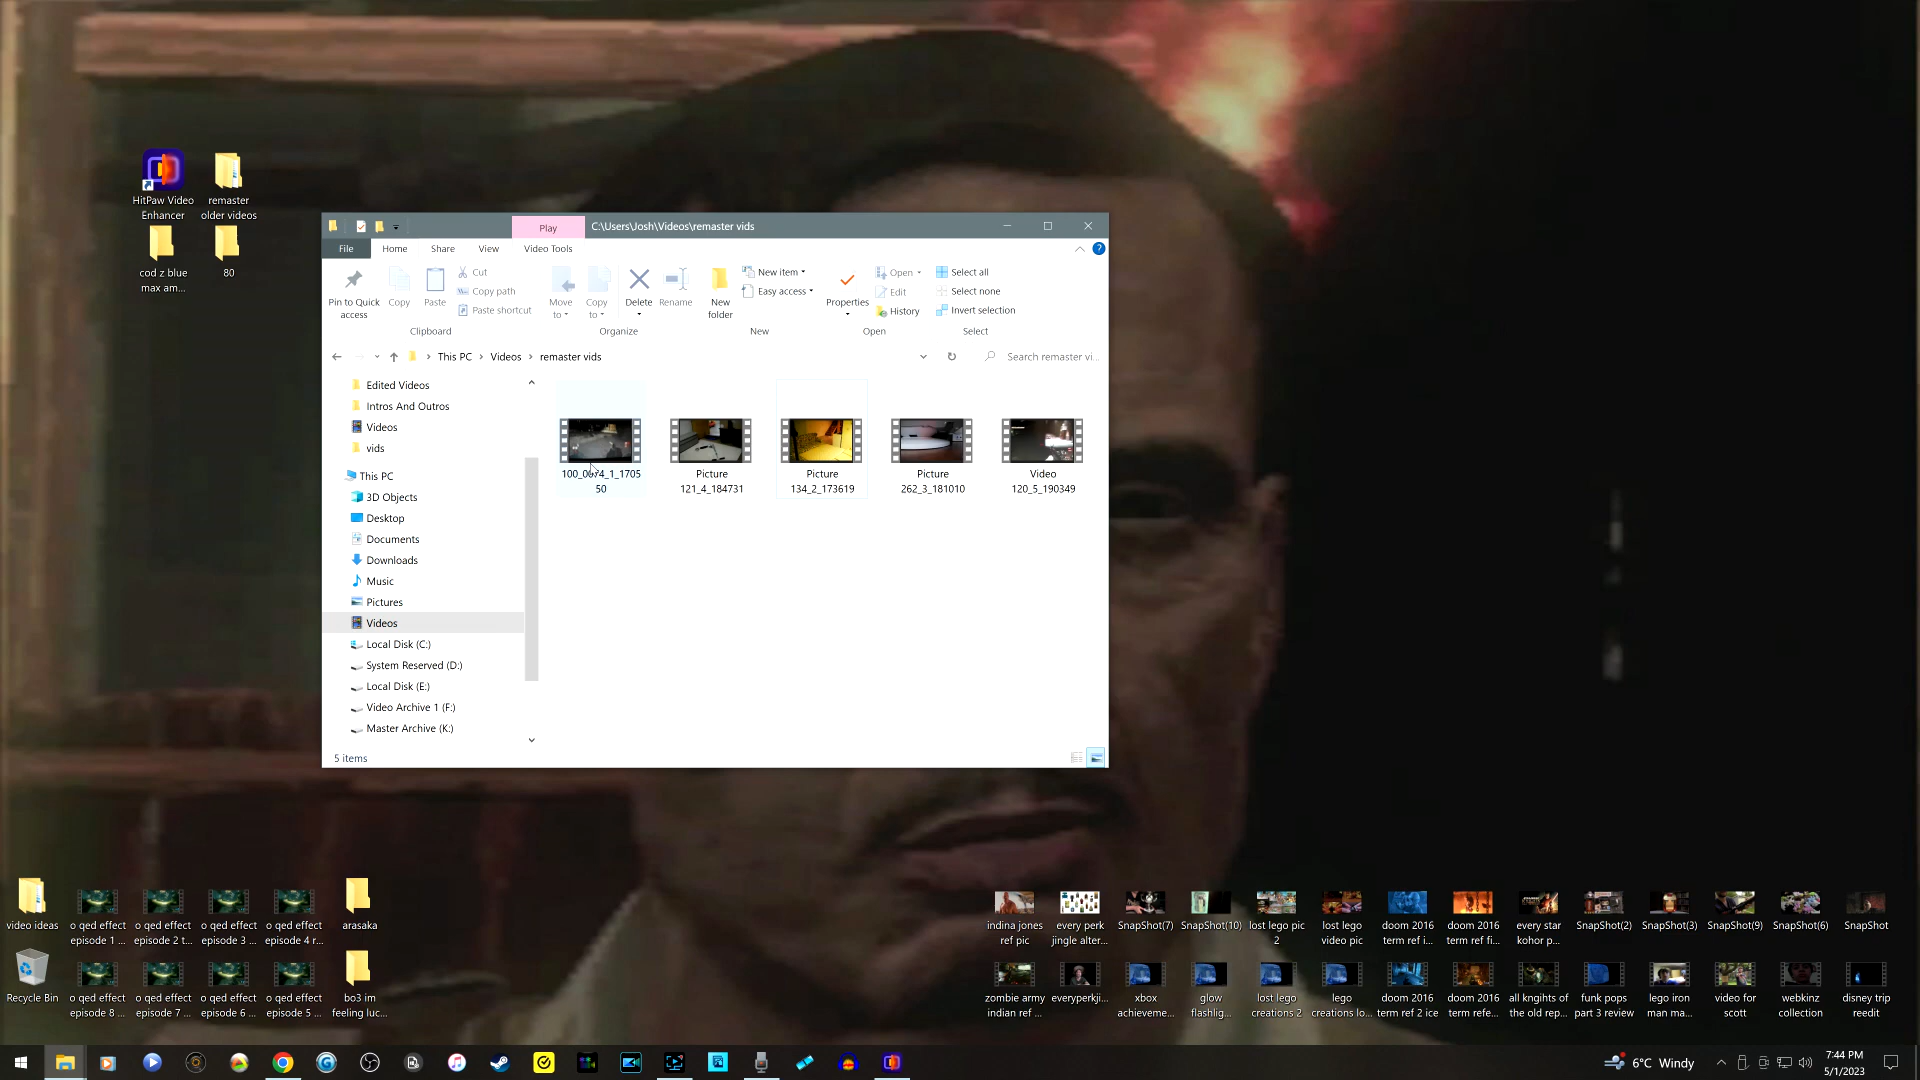 HitPaw Video
Enhancer
remaster
older videos
cod z blue
max am...
80
Play
C:\Users\Josh\Videos\remaster vids
File
Home
Share
View
Video Tools
Pin to Quick
access
Copy
Paste
Cut
Copy path
Paste shortcut
Clipboard
Move
to
Copy
to
Delete
Rename
Organize
New
folder
New item
Easy access
New
Properties
Open
Edit
History
Open
Select all
Select none
Invert selection
Select
This PC
Videos
remaster vids
Search remaster vi...
Edited Videos
Intros And Outros
Videos
vids
This PC
3D Objects
Desktop
Documents
Downloads
Music
Pictures
Videos
Local Disk (C:)
System Reserved (D:)
Local Disk (E:)
Video Archive 1 (F:)
Master Archive (K:)
100_0074_1_1705
50
Picture
121_4_184731
Picture
134_2_173619
Picture
262_3_181010
Video
120_5_190349
5 items
video ideas
o qed effect
episode 1 ...
o qed effect
episode 2 t...
o qed effect
episode 3 ...
o qed effect
episode 4 r...
arasaka
Recycle Bin
o qed effect
episode 8 ...
o qed effect
episode 7 ...
o qed effect
episode 6 ...
o qed effect
episode 5 ...
bo3 im
feeling luc...
indina jones
ref pic
every perk
jingle alter...
SnapShot(7)
SnapShot(10)
lost lego pic
2
lost lego
video pic
doom 2016
term ref i...
doom 2016
term ref fi...
every star
kohor p...
SnapShot(2)
SnapShot(3)
SnapShot(9)
SnapShot(6)
SnapShot
zombie army
indian ref ...
everyperkji...
xbox
achieveme...
glow
flashlig...
lost lego
creations 2
lego
creations lo...
doom 2016
term ref 2 ice
doom 2016
term refe...
all kngihts of
the old rep...
funk pops
part 3 review
lego iron
man ma...
video for
scott
webkinz
collection
disney trip
reedit
6°C Windy
7:44 PM
5/1/2023